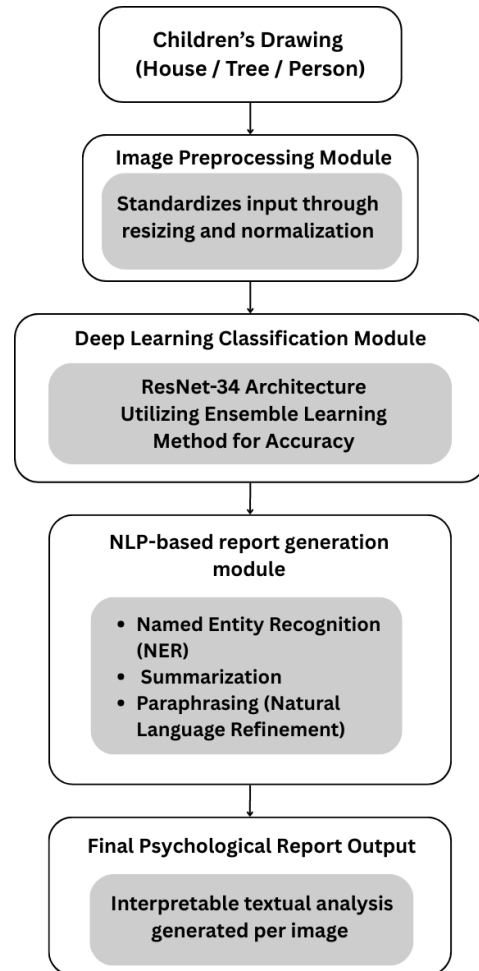 Children’s Drawing
(House / Tree / Person)
Image Preprocessing Module
Standardizes input through
resizing and normalization
Deep Learning Classification Module
ResNet-34 Architecture
Utilizing Ensemble Learning
Method for Accuracy
NLP-based report generation
module
• Named Entity Recognition
(NER)
• Summarization
• Paraphrasing (Natural
Language Refinement)
Final Psychological Report Output
Interpretable textual analysis
generated per image